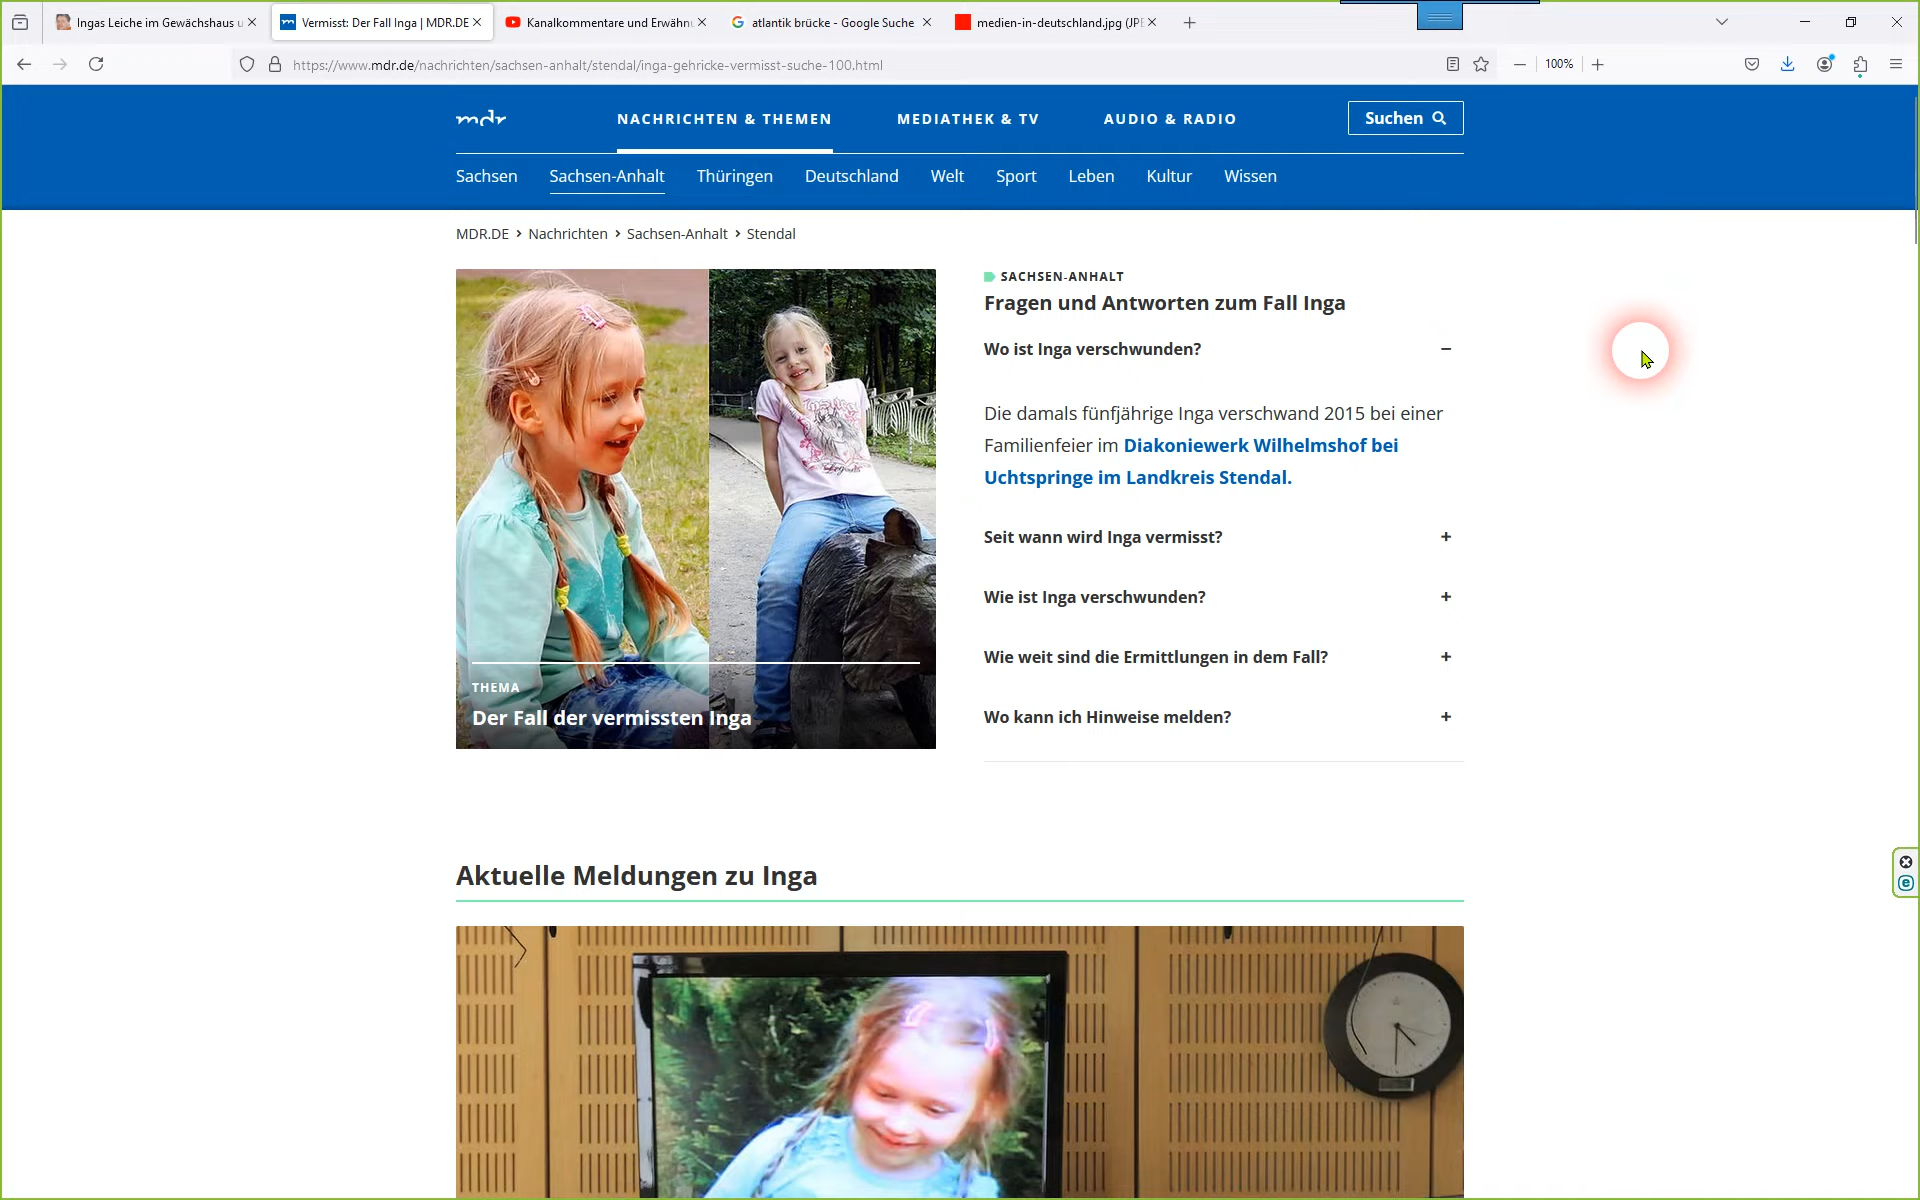 Ingas Leiche im Gewächshaus u
Vermisst: Der Fall Inga | MDR.DE
Kanalkommentare und Erwähnu
atlantik brücke - Google Suche
medien-in-deutschland.jpg (JPE
https://www.mdr.de/nachrichten/sachsen-anhalt/stendal/inga-gehricke-vermisst-suche-100.html
100%
mdr
NACHRICHTEN & THEMEN
MEDIATHEK & TV
AUDIO & RADIO
Suchen
Sachsen
Sachsen-Anhalt
Thüringen
Deutschland
Welt
Sport
Leben
Kultur
Wissen
MDR.DE > Nachrichten > Sachsen-Anhalt > Stendal
THEMA
Der Fall der vermissten Inga
SACHSEN-ANHALT
Fragen und Antworten zum Fall Inga
Wo ist Inga verschwunden?
Die damals fünfjährige Inga verschwand 2015 bei einer
Familienfeier im Diakoniewerk Wilhelmshof bei
Uchtspringe im Landkreis Stendal.
Seit wann wird Inga vermisst?
Wie ist Inga verschwunden?
Wie weit sind die Ermittlungen in dem Fall?
Wo kann ich Hinweise melden?
Aktuelle Meldungen zu Inga